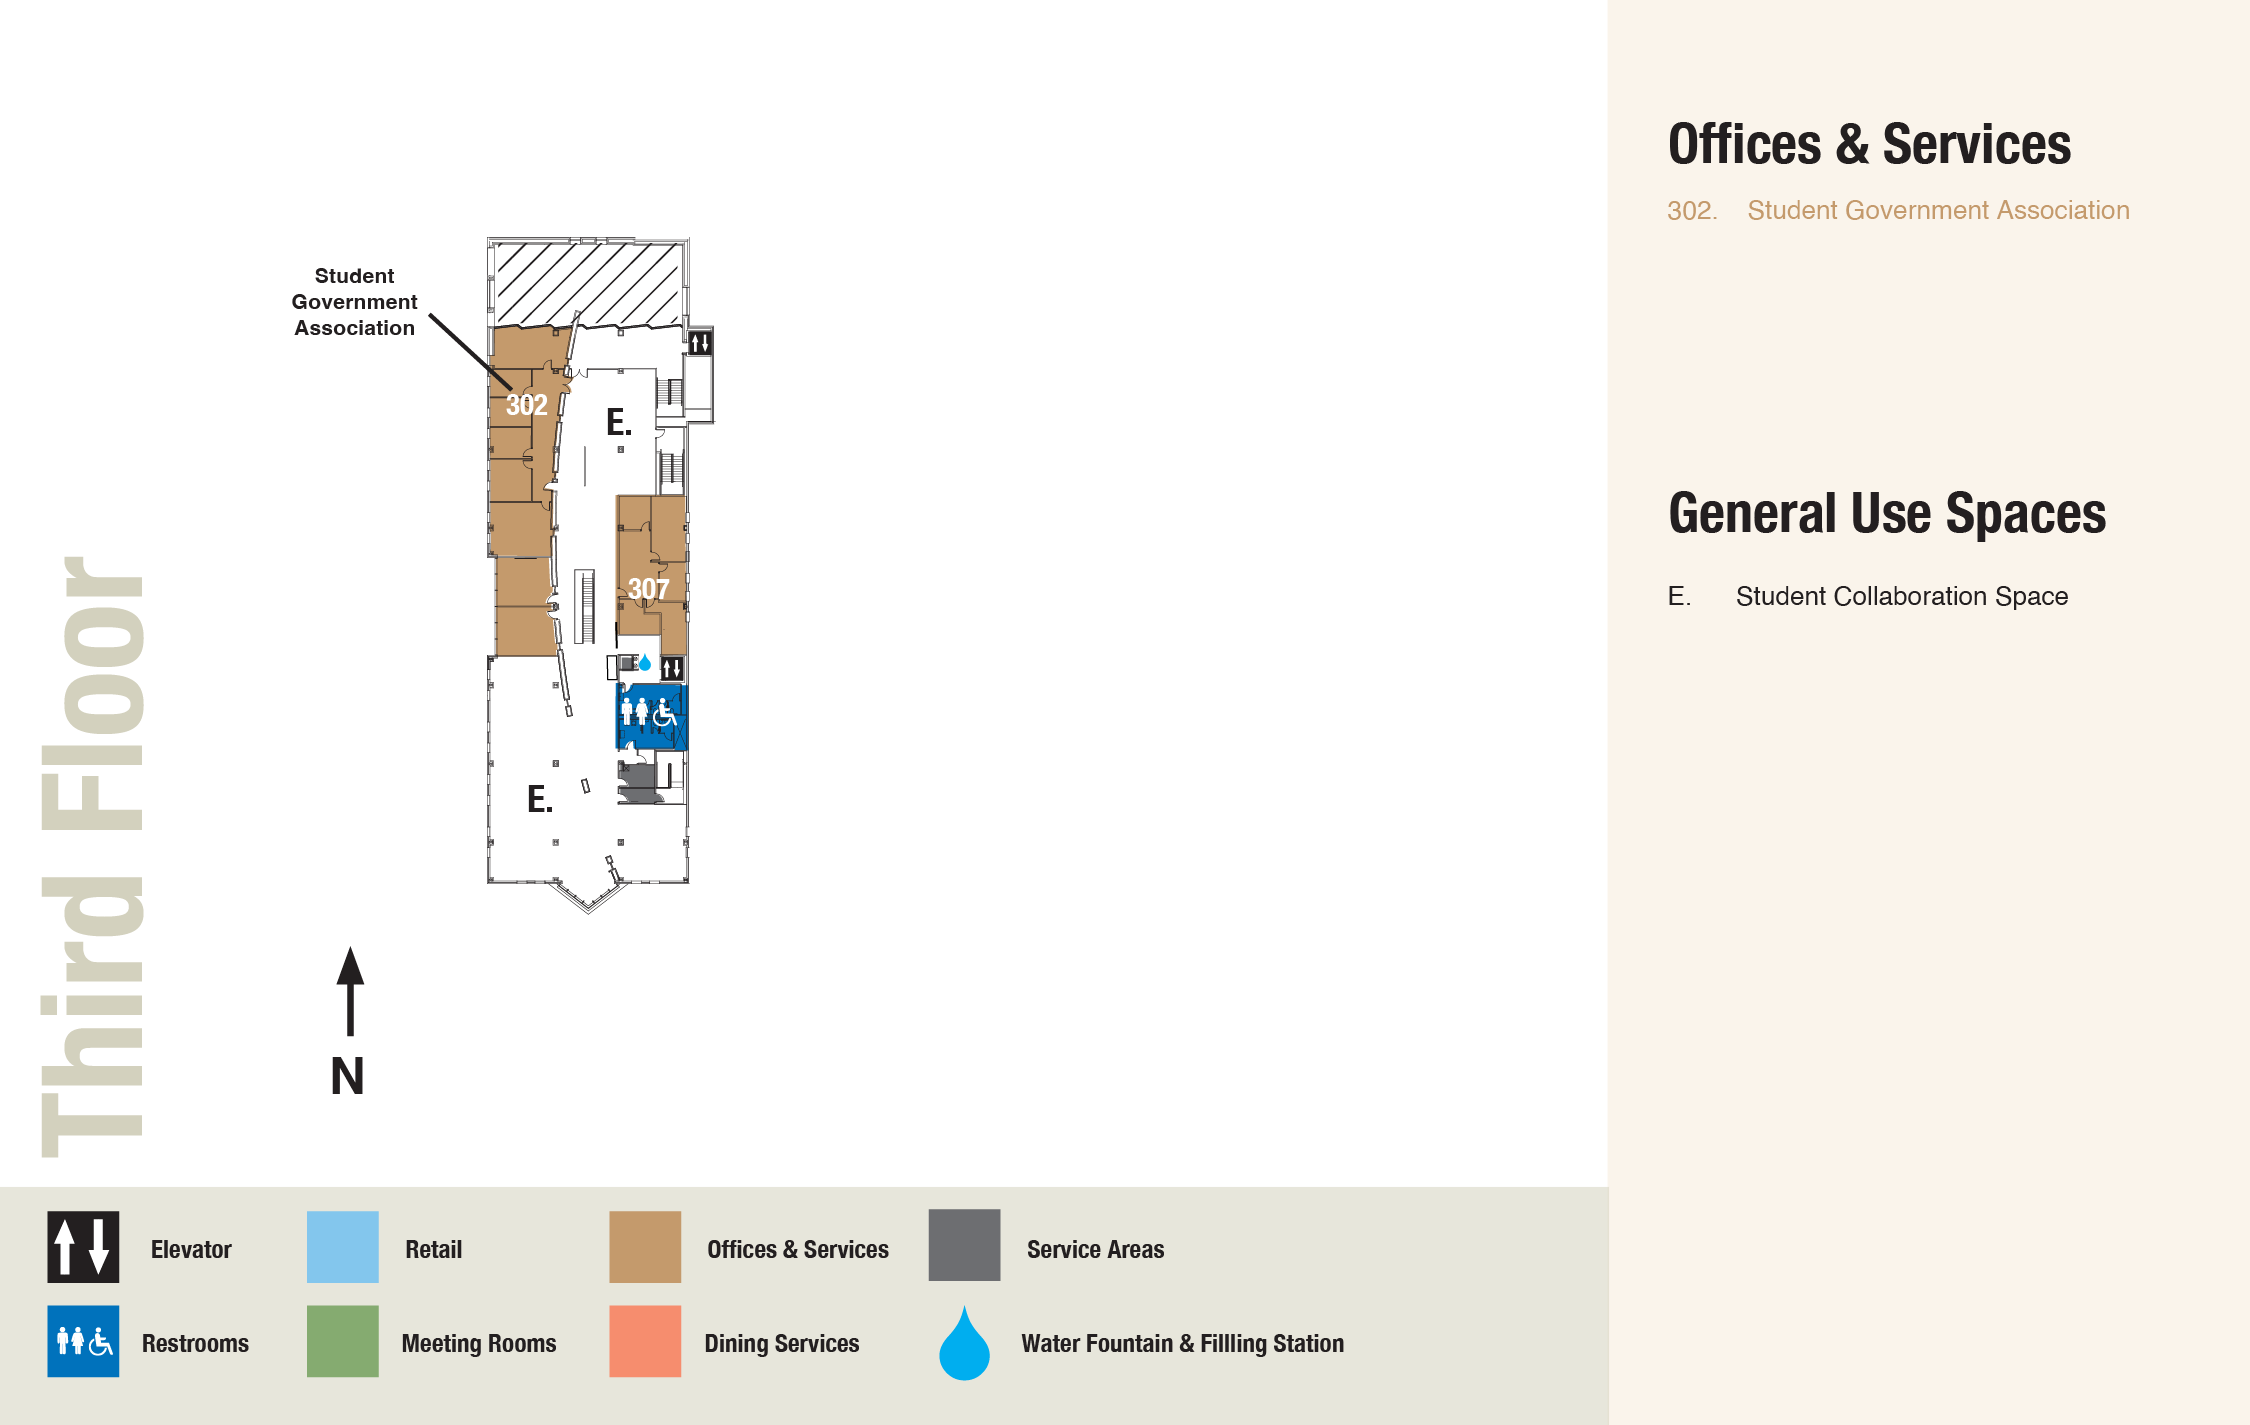 Third Floor
Student
Government
Association
302
E.
307
E.
N
Offices & Services
302. Student Government Association
General Use Spaces
E. Student Collaboration Space
Elevator
Retail
Offices & Services
Service Areas
Restrooms
Meeting Rooms
Dining Services
Water Fountain & Fillling Station